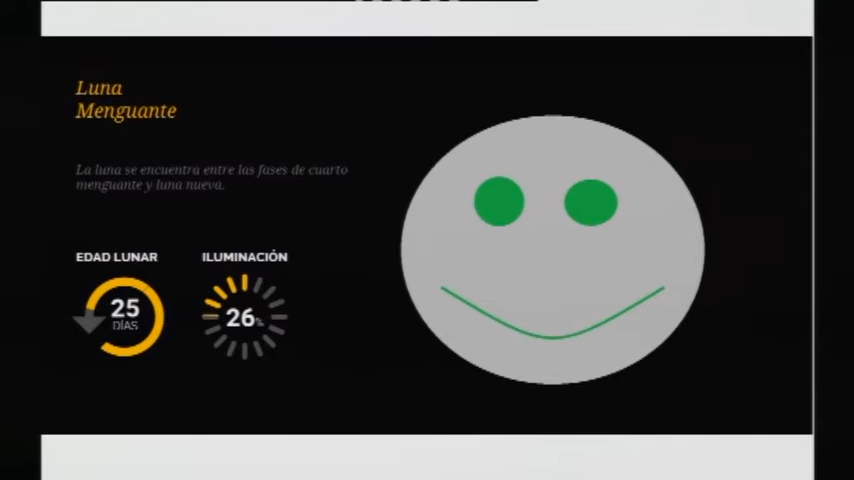 Luna
Menguante
La luna se encuentra entre las fases de cuarto
menguante y luna nueva.
EDAD LUNAR
ILUMINACIÓN
25
DÍAS
26%